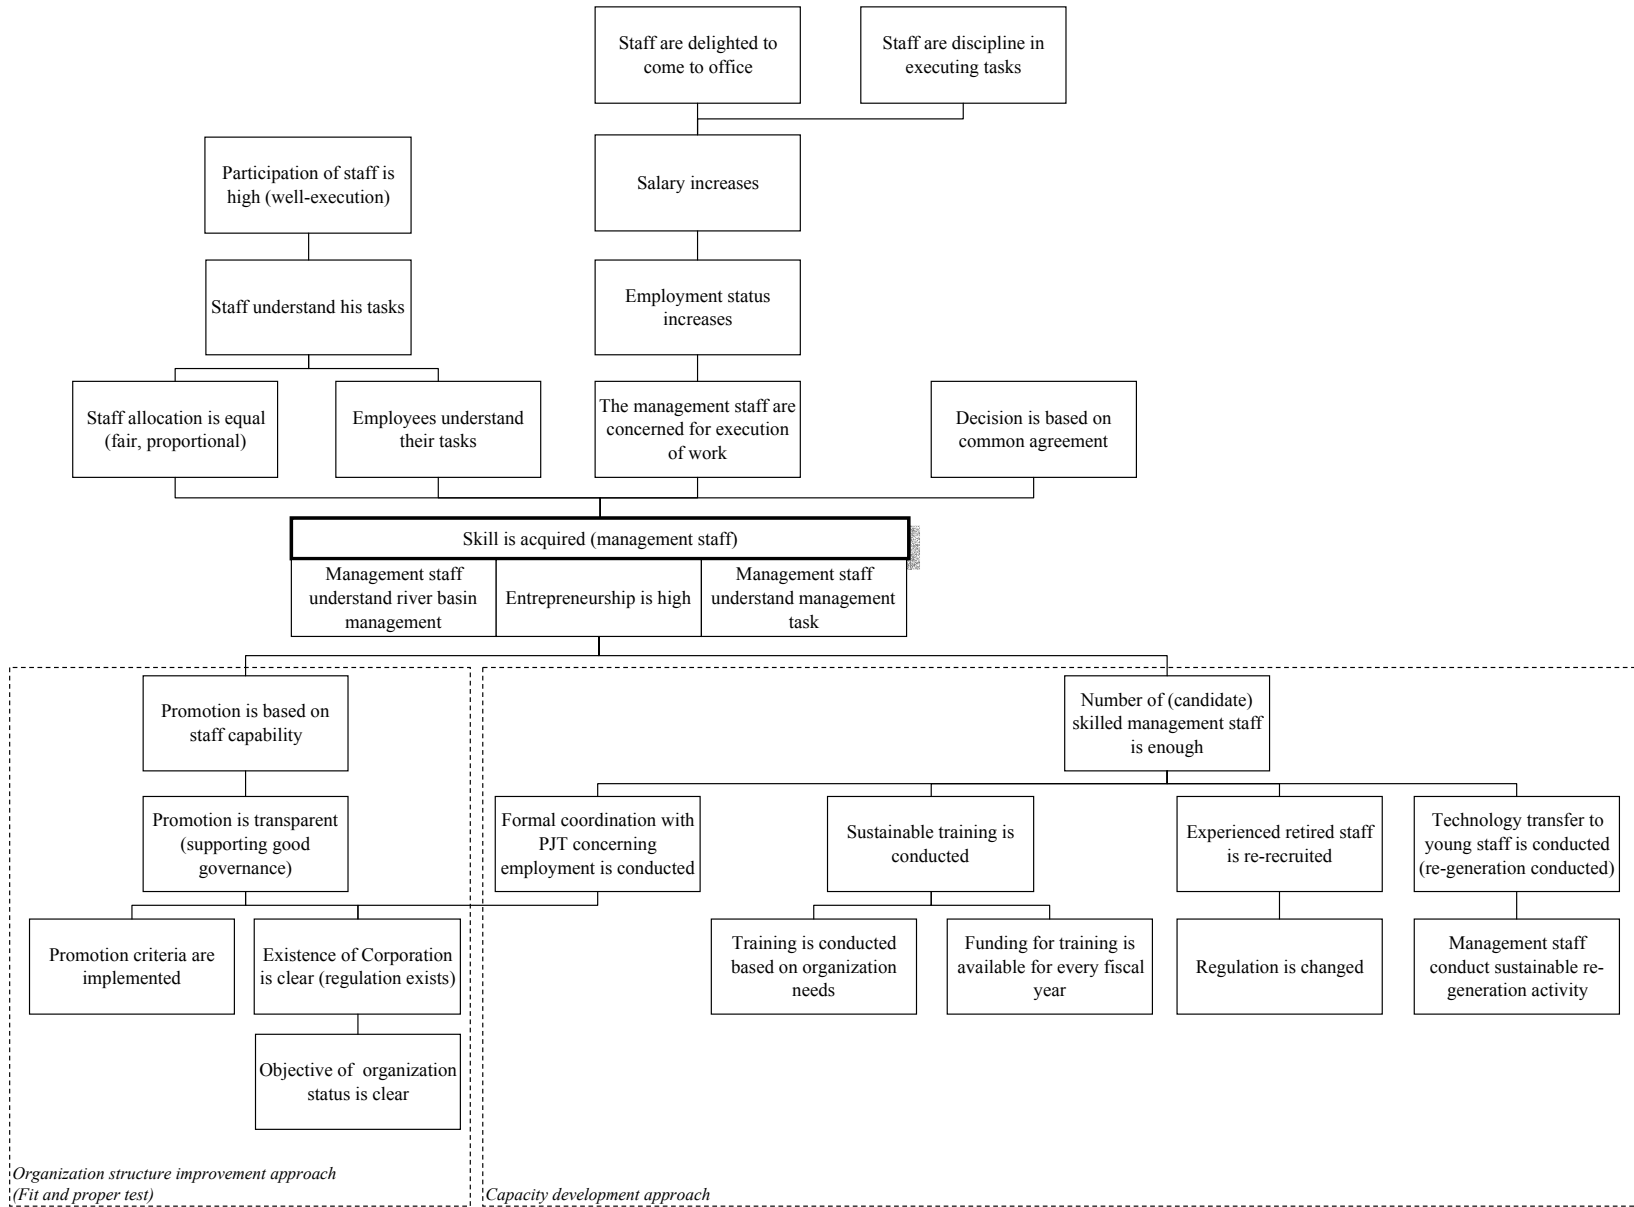 Staff are delighted to
come to office
Staff are discipline in
executing tasks
Participation of staff is
high (well-execution)
Salary increases
Staff understand his tasks
Employment status
increases
Staff allocation is equal
(fair, proportional)
Employees understand
their tasks
The management staff are
concerned for execution
of work
Decision is based on
common agreement
Skill is acquired (management staff)
Management staff
understand river basin
management
Entrepreneurship is high
Management staff
understand management
task
Promotion is based on
staff capability
Number of (candidate)
skilled management staff
is enough
Promotion is transparent
(supporting good
governance)
Formal coordination with
PJT concerning
employment is conducted
Sustainable training is
conducted
Experienced retired staff
is re-recruited
Technology transfer to
young staff is conducted
(re-generation conducted)
Promotion criteria are
implemented
Existence of Corporation
is clear (regulation exists)
Training is conducted
based on organization
needs
Funding for training is
available for every fiscal
year
Regulation is changed
Management staff
conduct sustainable re-
generation activity
Objective of  organization
status is clear
Organization structure improvement approach
(Fit and proper test)
Capacity development approach